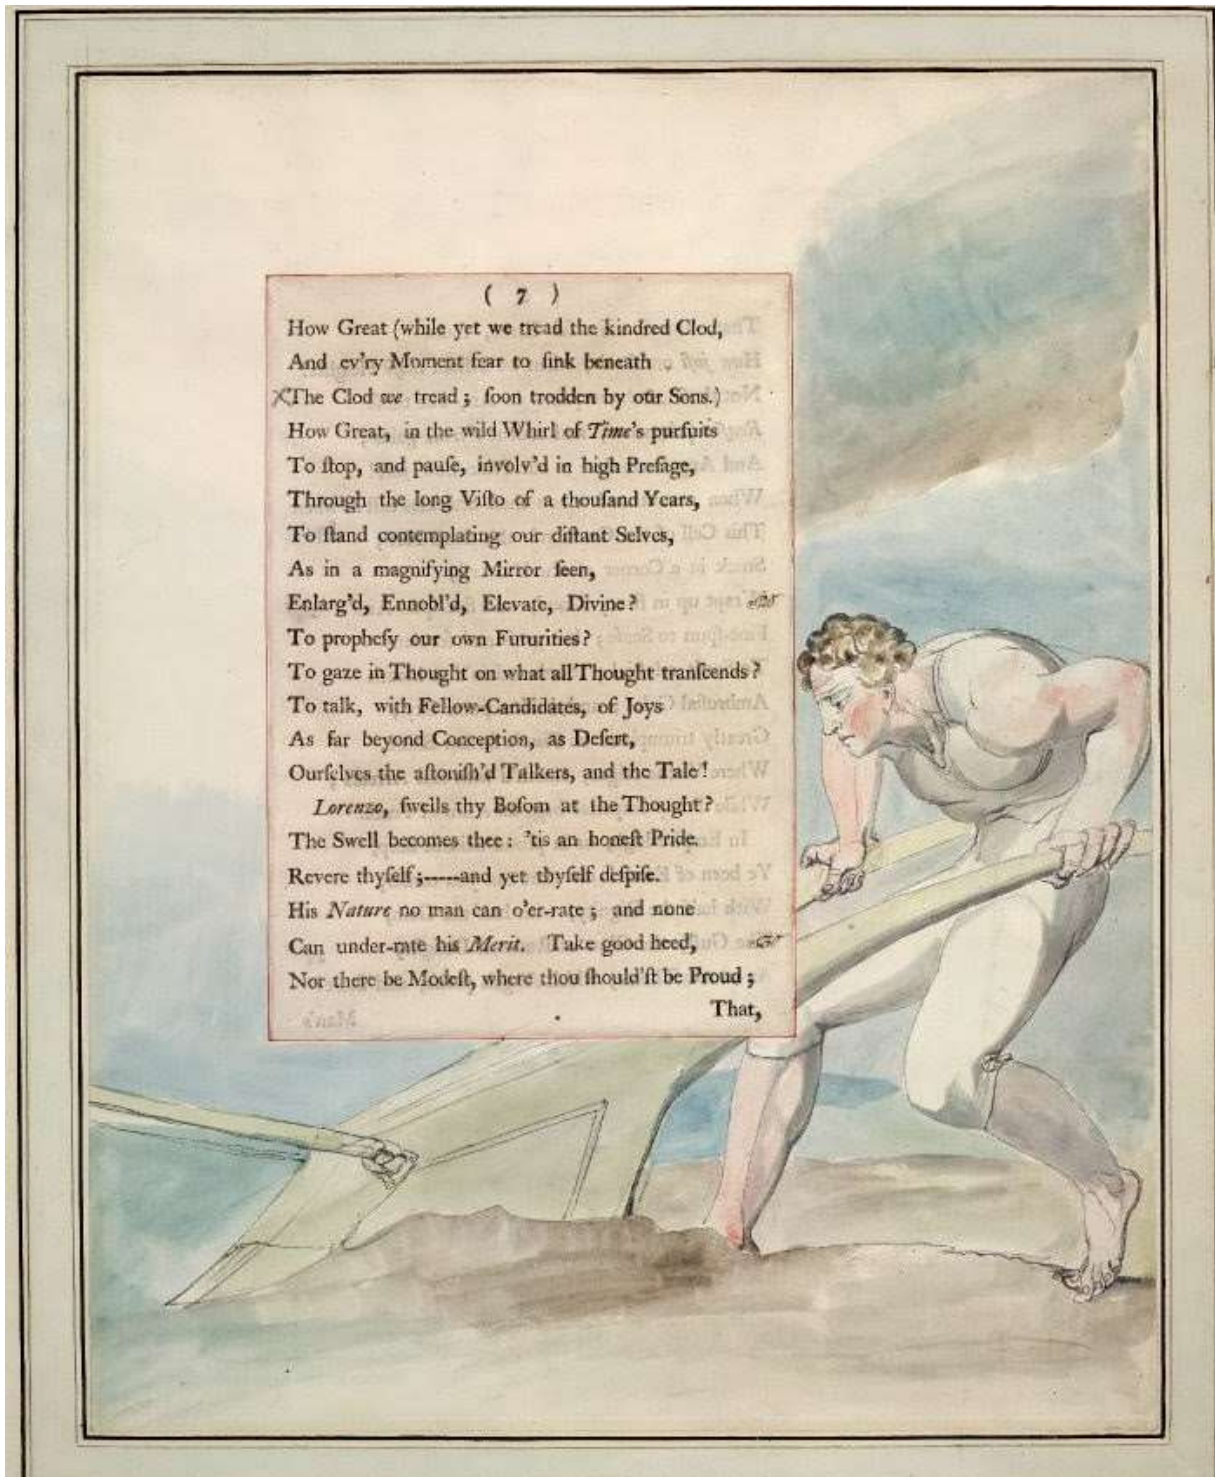 ( 7 )
How Great (while yet we tread the kindred Clod,
And ev'ry Moment fear to ſink beneath
The Clod we tread; ſoon trodden by our Sons.)
How Great, in the wild Whirl of Time's purſuits
To ſtop, and pauſe, involv'd in high Preſage,
Through the long Viſto of a thouſand Years,
To ſtand contemplating our diſtant Selves,
As in a magnifying Mirror ſeen,
Enlarg'd, Ennobl'd, Elevate, Divine?
To propheſy our own Futurities?
To gaze in Thought on what all Thought tranſcends?
To talk, with Fellow-Candidates, of Joys
As far beyond Conception, as Deſert,
Ourſelves the aſtoniſh'd Talkers, and the Tale!
Lorenzo, ſwells thy Boſom at the Thought?
The Swell becomes thee: 'tis an honeſt Pride.
Revere thyſelf;-----and yet thyſelf deſpiſe.
His Nature no man can o'er-rate; and none
Can under-rate his Merit. Take good heed,
Nor there be Modeſt, where thou ſhould'ſt be Proud;
That,